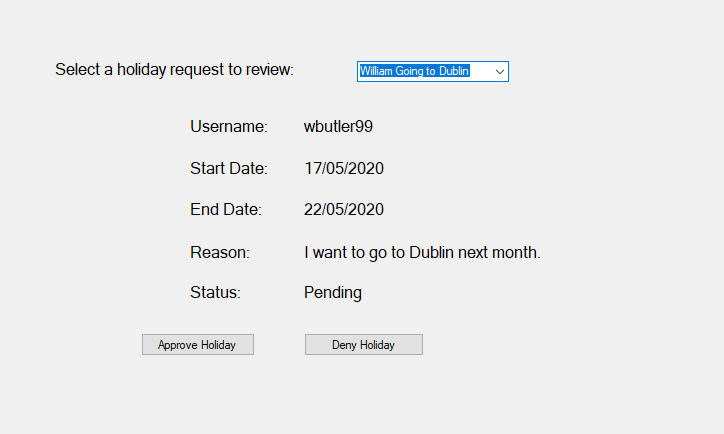 Select a holiday request to review: William Going to Dublin
Username: wbutler99
Start Date: 17/05/2020
End Date: 22/05/2020
Reason: I want to go to Dublin next month.
Status: Pending
Approve Holiday Deny Holiday